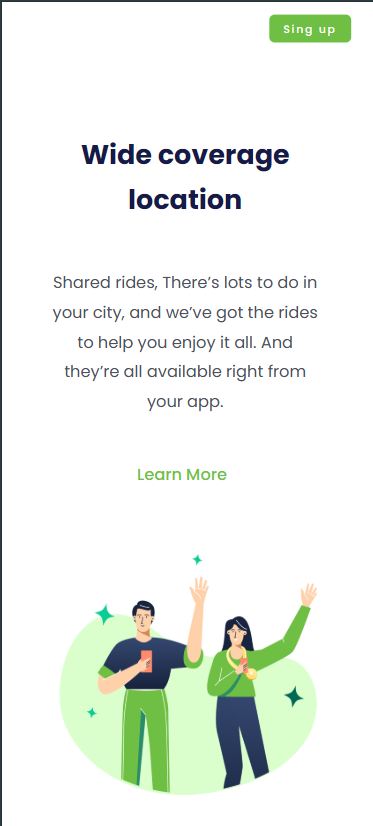 Sing up
Wide coverage
location
Shared rides, There’s lots to do in
your city, and we’ve got the rides
to help you enjoy it all. And
they’re all available right from
your app.
Learn More